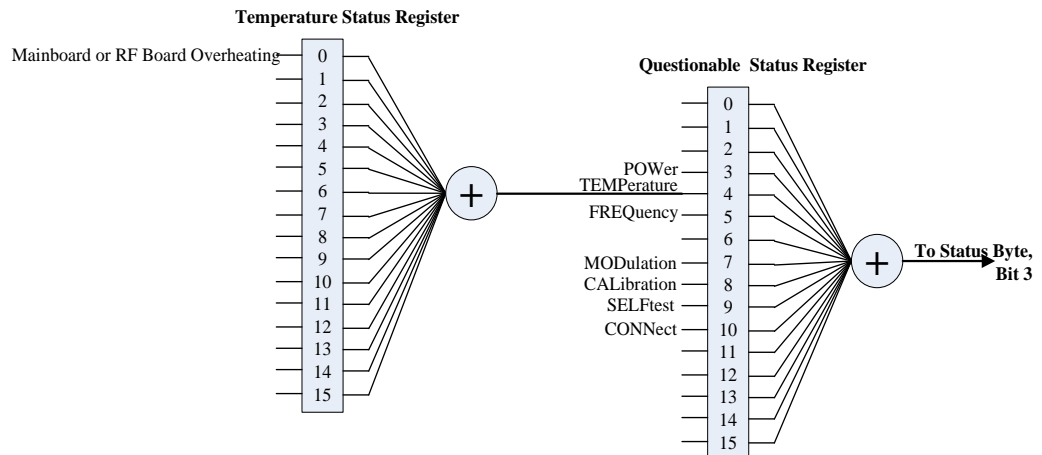 Temperature Status Register
Mainboard or RF Board Overheating
0
1
2
3
4
5
6
7
8
9
10
11
12
13
14
15
+
Questionable Status Register
POWer
TEMPerature
FREQuency
MODulation
CALibration
SELFtest
CONNect
0
1
2
3
4
5
6
7
8
9
10
11
12
13
14
15
+
To Status Byte,
Bit 3